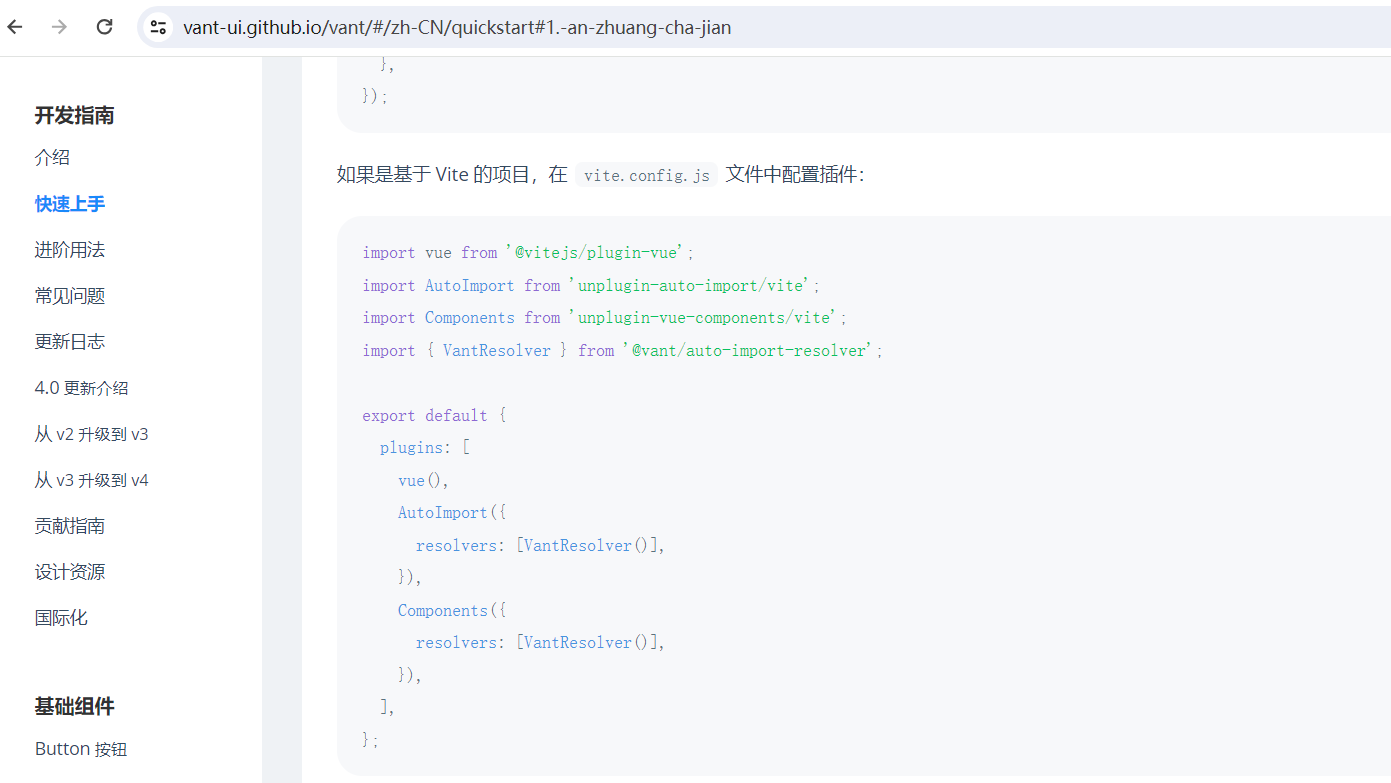 vant-ui.github.io/vant/#/zh-CN/quickstart#1.-an-zhuang-cha-jian
开发指南
介绍
快速上手
进阶用法
常见问题
更新日志
4.0 更新介绍
从 v2 升级到 v3
从 v3 升级到 v4
贡献指南
设计资源
国际化
基础组件
Button 按钮
},
});
如果是基于 Vite 的项目，在 vite.config.js 文件中配置插件：
import vue from '@vitejs/plugin-vue';
import AutoImport from 'unplugin-auto-import/vite';
import Components from 'unplugin-vue-components/vite';
import { VantResolver } from '@vant/auto-import-resolver';
export default {
plugins: [
vue(),
AutoImport({
resolvers: [VantResolver()],
}),
Components({
resolvers: [VantResolver()],
}),
],
};